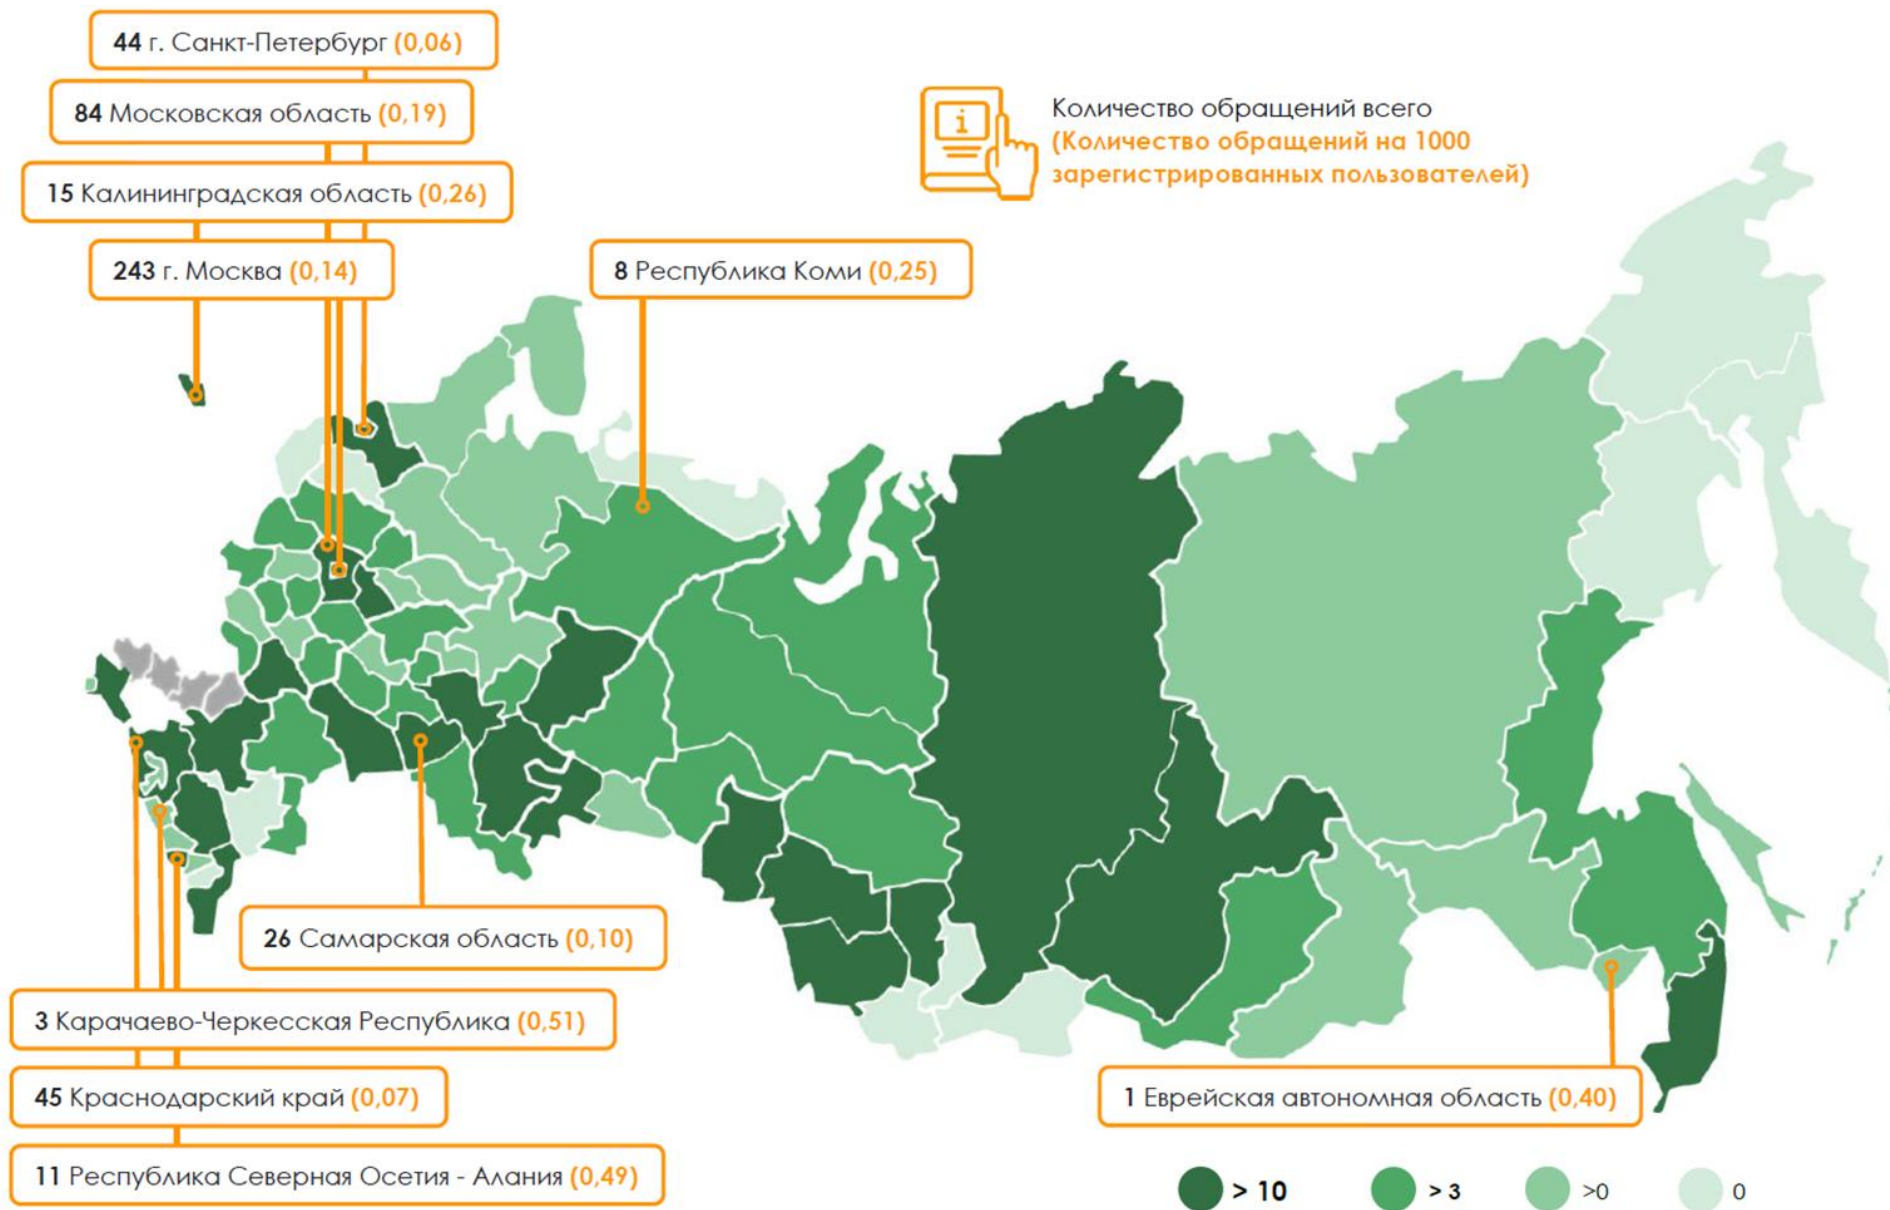 44 г. Санкт-Петербург (0,06)
84 Московская область (0,19)
15 Калининградская область (0,26)
243 г. Москва (0,14)
8 Республика Коми (0,25)
i
Количество обращений всего
(Количество обращений на 1000
зарегистрированных пользователей)
26 Самарская область (0,10)
3 Карачаево-Черкесская Республика (0,51)
45 Краснодарский край (0,07)
11 Республика Северная Осетия - Алания (0,49)
1 Еврейская автономная область (0,40)
> 10
> 3
>0
0